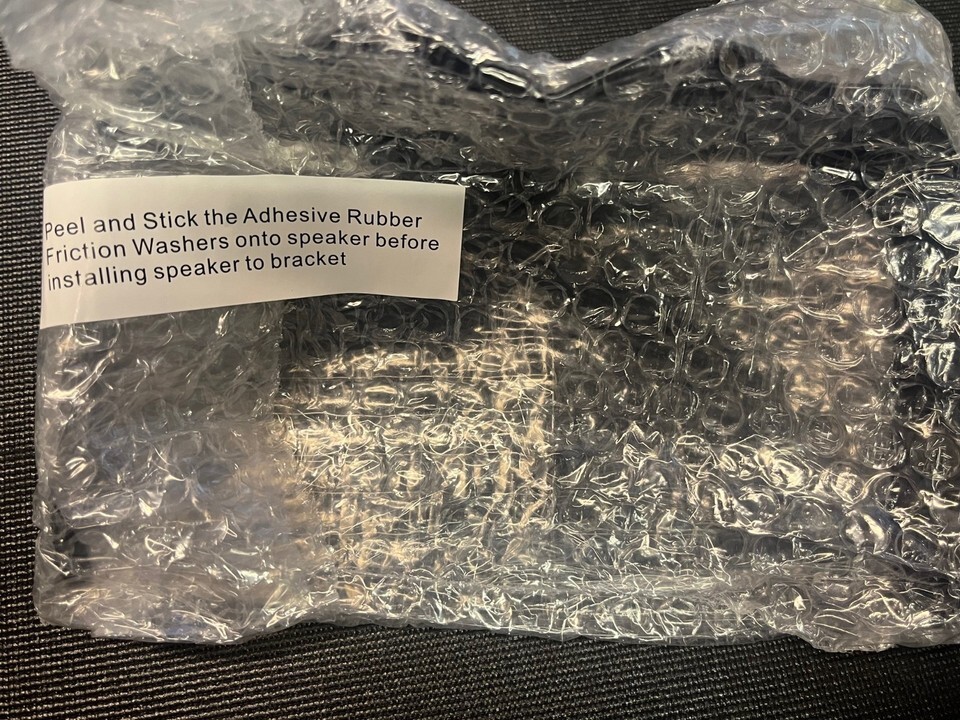 Peel and Stick the Adhesive Rubber
Friction Washers onto speaker before
installing speaker to bracket